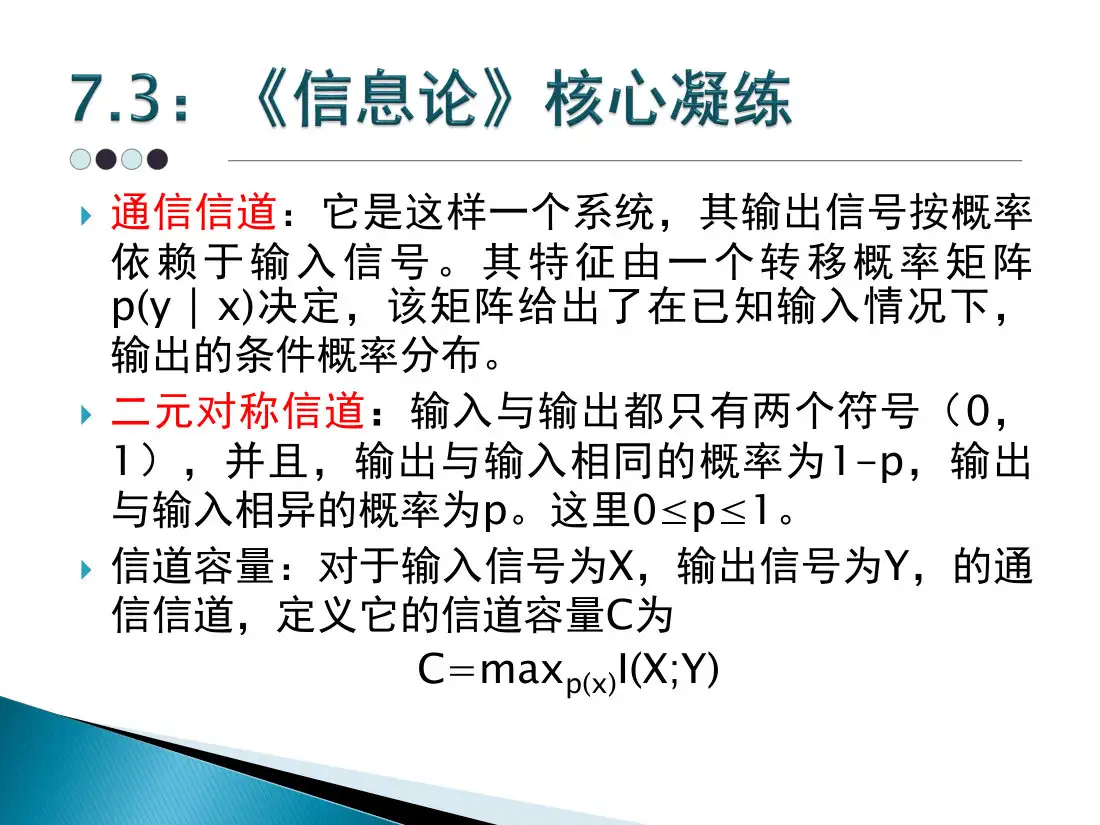 7.3：《信息论》核心凝练
通信信道：它是这样一个系统，其输出信号按概率
依赖于输入信号。其特征由一个转移概率矩阵
p(y | x)决定，该矩阵给出了在已知输入情况下，
输出的条件概率分布。
二元对称信道：输入与输出都只有两个符号（0，
1），并且，输出与输入相同的概率为1-p，输出
与输入相异的概率为p。这里0≤p≤1。
信道容量：对于输入信号为X，输出信号为Y，的通
信信道，定义它的信道容量C为
C=maxp(x)I(X;Y)